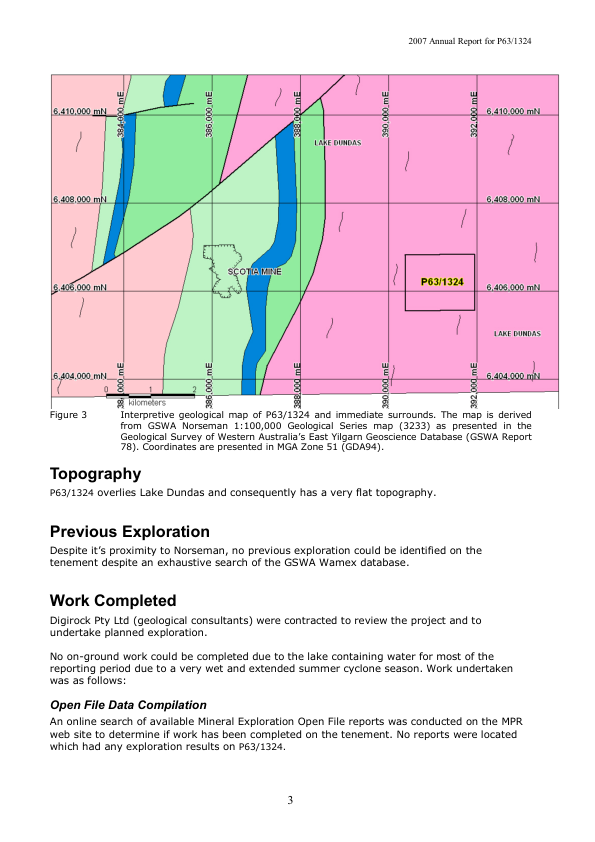 2007 Annual Report for P63/1324
384,000 mE
386,000 mE
388,000 mE
390,000 mE
392,000 mE
6,410,000 mN
6,410,000 mN
LAKE DUNDAS
6,408,000 mN
6,408,000 mN
SCOTIA MINE
P63/1324
6,406,000 mN
6,406,000 mN
LAKE DUNDAS
6,404,000 mN
6,404,000 mN
0 1 2
kilometers
386,000 mE
388,000 mE
390,000 mE
392,000 mE
Figure 3 Interpretive geological map of P63/1324 and immediate surrounds. The map is derived
from GSWA Norseman 1:100,000 Geological Series map (3233) as presented in the
Geological Survey of Western Australia's East Yilgarn Geoscience Database (GSWA Report
78). Coordinates are presented in MGA Zone 51 (GDA94).
Topography
P63/1324 overlies Lake Dundas and consequently has a very flat topography.
Previous Exploration
Despite it's proximity to Norseman, no previous exploration could be identified on the
tenement despite an exhaustive search of the GSWA Wamex database.
Work Completed
Digirock Pty Ltd (geological consultants) were contracted to review the project and to
undertake planned exploration.
No on-ground work could be completed due to the lake containing water for most of the
reporting period due to a very wet and extended summer cyclone season. Work undertaken
was as follows:
Open File Data Compilation
An online search of available Mineral Exploration Open File reports was conducted on the MPR
web site to determine if work has been completed on the tenement. No reports were located
which had any exploration results on P63/1324.
3